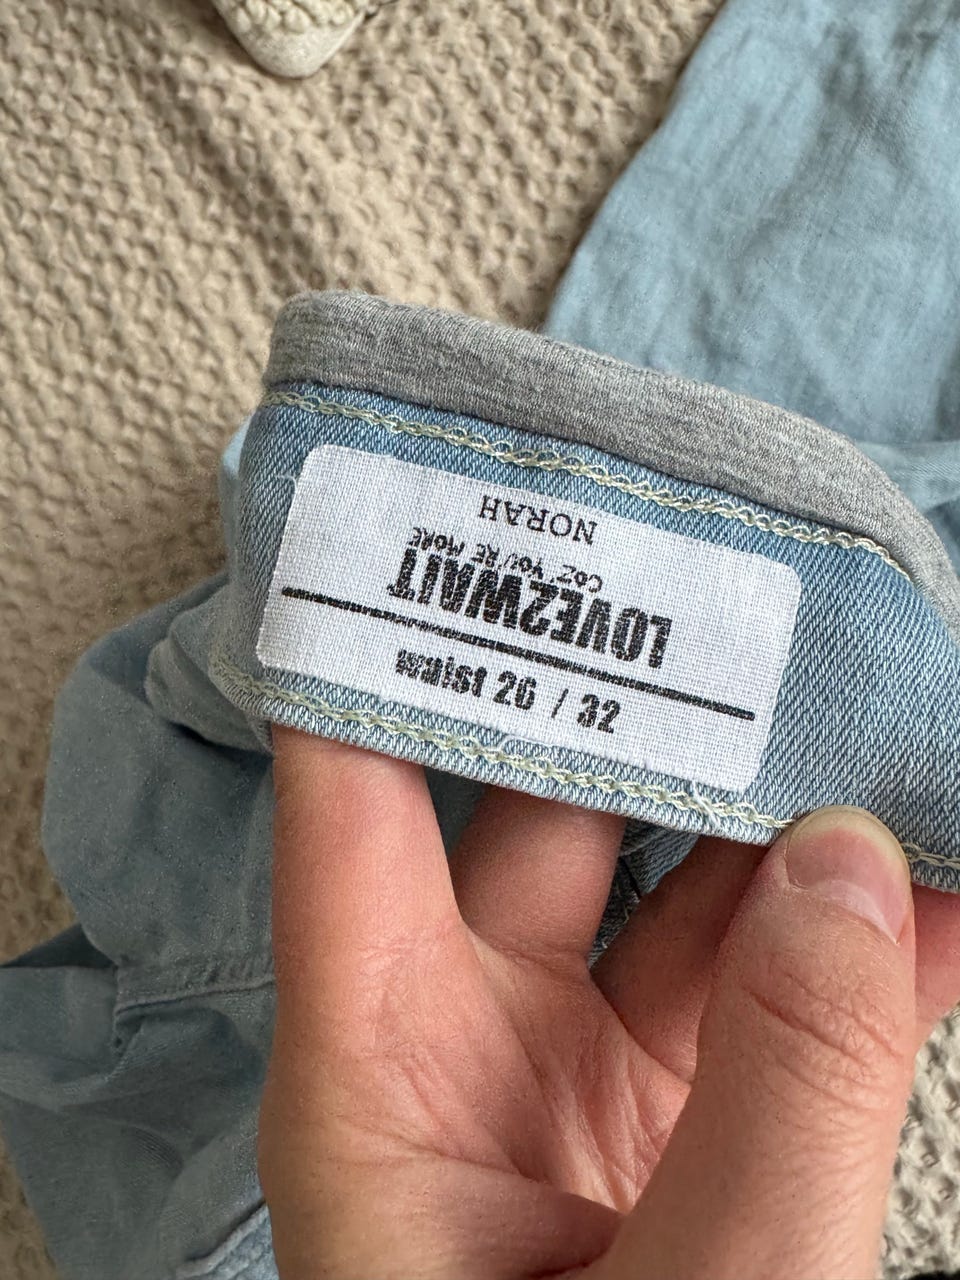 NORAH
COZ YOU'RE MORE
LOVE2WAIT
waist 26 / 32